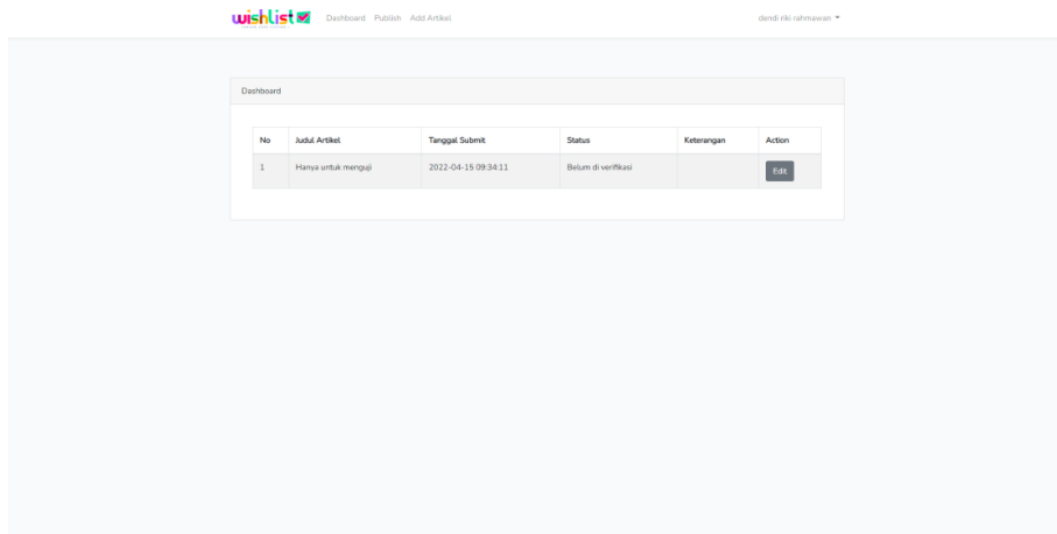 wishlist Dashboard Publish Add Artikel dendi riki rahmawan
Dashboard
No Judul Artikel Tanggal Submit Status Keterangan Action
1 Hanya untuk menguji 2022-04-15 09:34:11 Belum di verifikasi Edit